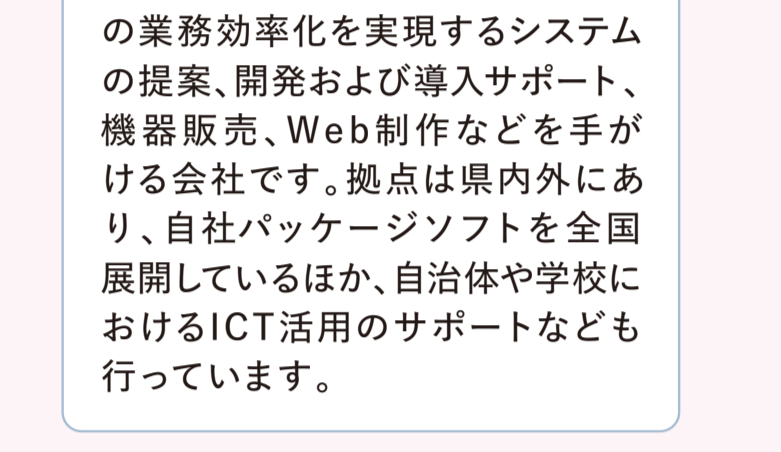 の業務効率化を実現するシステム
の提案、開発および導入サポート、
機器販売、Web制作などを手が
ける会社です。拠点は県内外にあ
り、自社パッケージソフトを全国
展開しているほか、自治体や学校に
おけるICT活用のサポートなども
行っています。